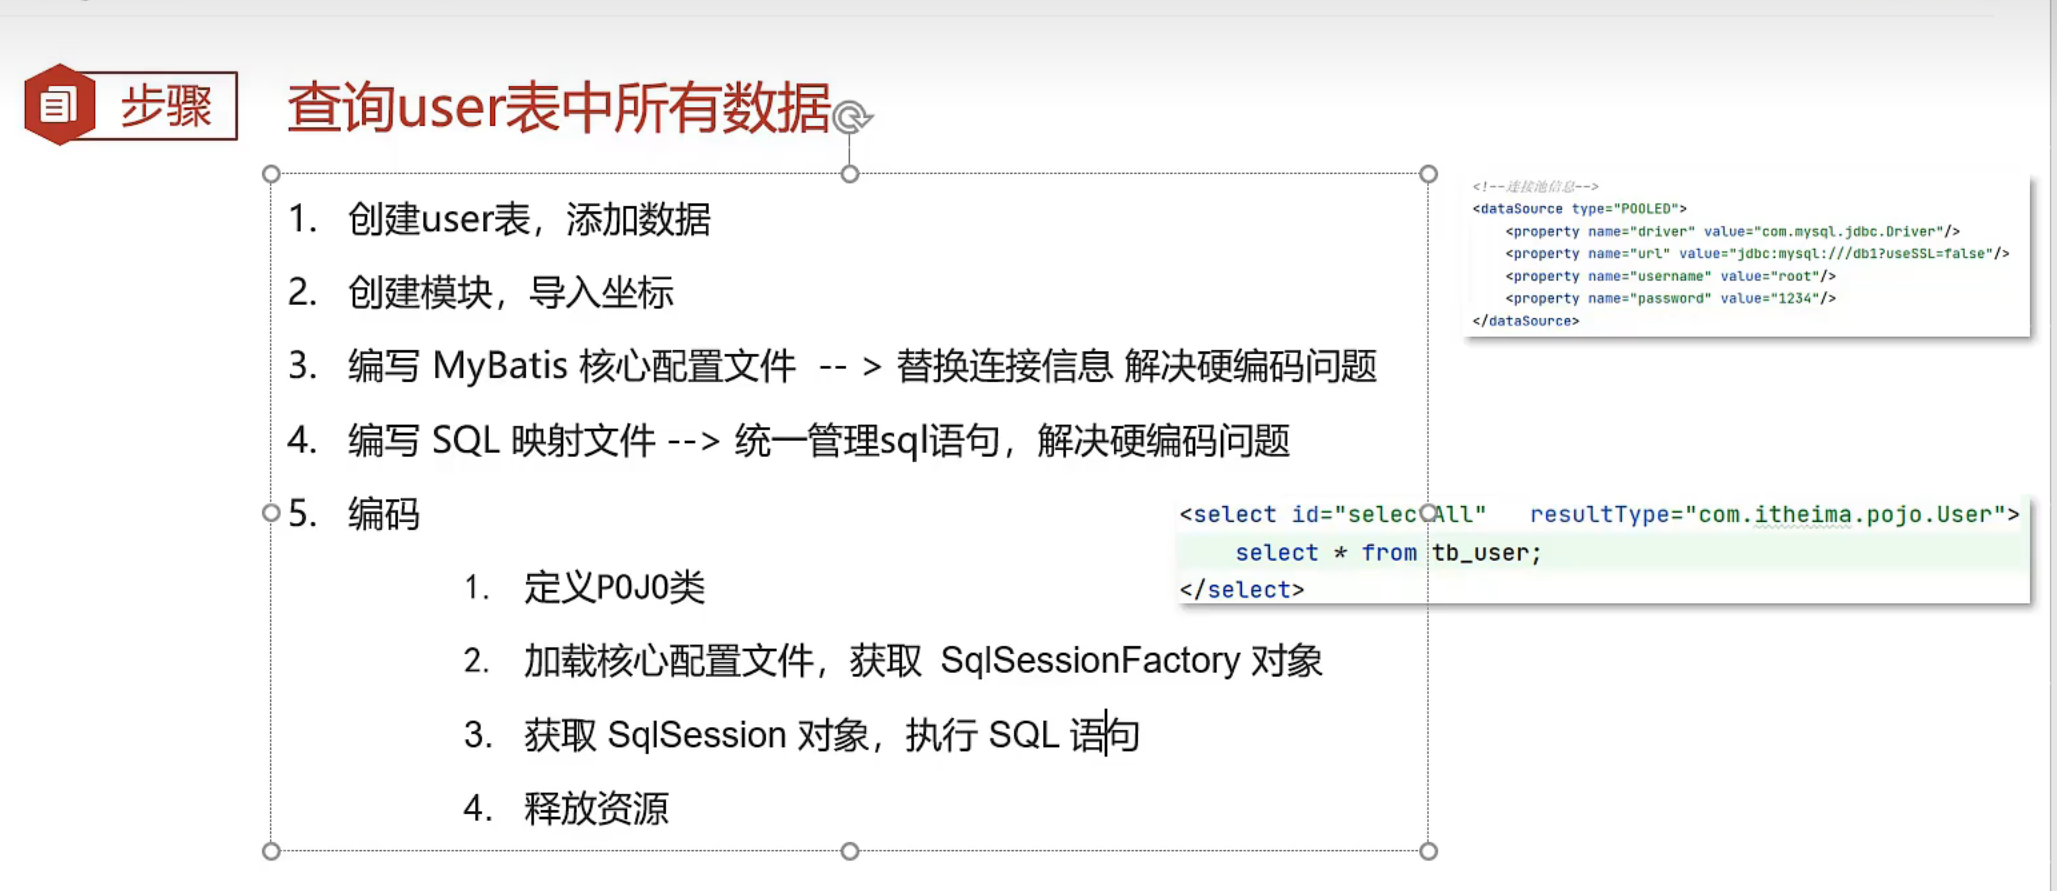 步骤
查询user表中所有数据
1. 创建user表，添加数据
2. 创建模块，导入坐标
3. 编写 MyBatis 核心配置文件 -- > 替换连接信息 解决硬编码问题
4. 编写 SQL 映射文件 --> 统一管理sql语句，解决硬编码问题
5. 编码
1. 定义POJO类
2. 加载核心配置文件，获取 SqlSessionFactory 对象
3. 获取 SqlSession 对象，执行 SQL 语句
4. 释放资源
<!--连接池信息-->
<dataSource type="POOLED">
<property name="driver" value="com.mysql.jdbc.Driver"/>
<property name="url" value="jdbc:mysql:///db1?useSSL=false"/>
<property name="username" value="root"/>
<property name="password" value="1234"/>
</dataSource>
<select id="selectAll" resultType="com.itheima.pojo.User">
select * from tb_user;
</select>